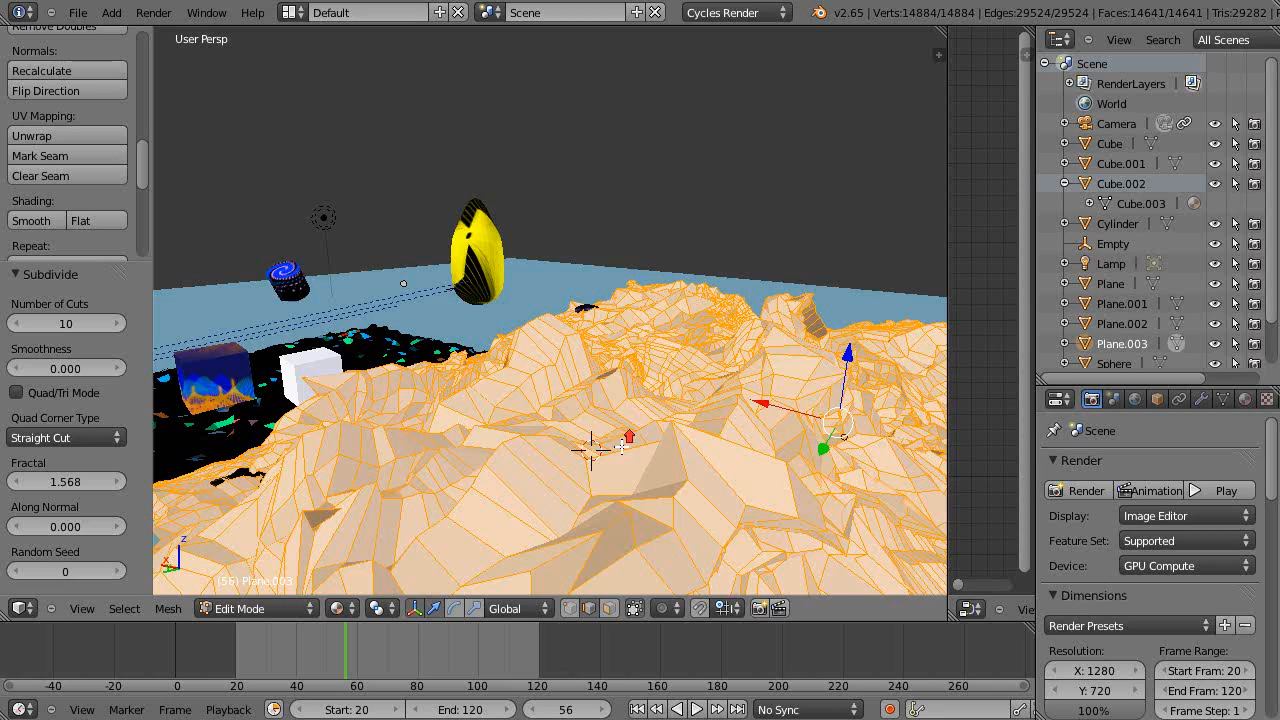 File Add Render Window Help Default Scene Cycles Render v2.65 | Verts:14884/14884 | Edges:29524/29524 | Faces:14641/14641 | Tris:29282 |
Remove Doubles
Normals:
Recalculate
Flip Direction
UV Mapping:
Unwrap
Mark Seam
Clear Seam
Shading:
Smooth Flat
Repeat:
Subdivide
Number of Cuts
10
Smoothness
0.000
Quad/Tri Mode
Quad Corner Type
Straight Cut
Fractal
1.568
Along Normal
0.000
Random Seed
0
User Persp
z
(56) Plane.003
View Select Mesh Edit Mode Global
Vie
View Search All Scenes
Scene
RenderLayers
World
Camera
Cube
Cube.001
Cube.002
Cube.003
Cylinder
Empty
Lamp
Plane
Plane.001
Plane.002
Plane.003
Sphere
Scene
Render
Render Animation Play
Display: Image Editor
Feature Set: Supported
Device: GPU Compute
Dimensions
Render Presets
Resolution: Frame Range:
X: 1280 Start Fram: 20
Y: 720 End Fram: 120
100% Frame Step: 1
-40 -20 0 20 40 60 80 100 120 140 160 180 200 220 240 260
View Marker Frame Playback Start: 20 End: 120 56 No Sync